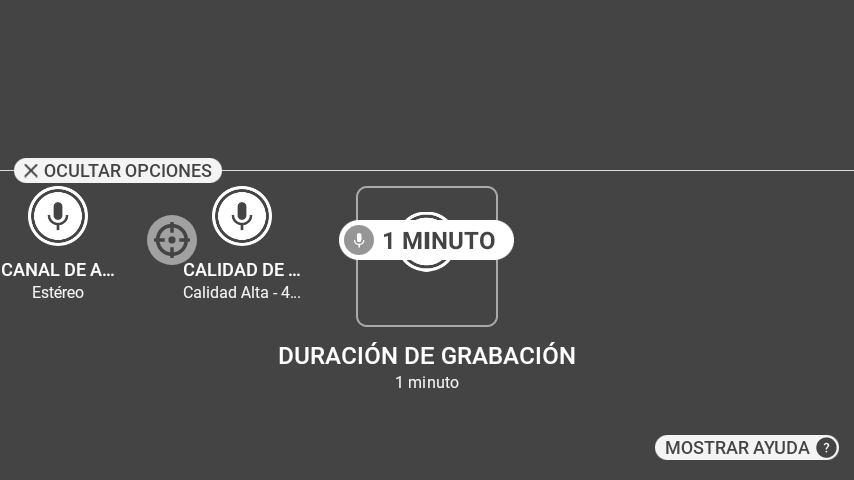 OCULTAR OPCIONES
CANAL DE A...
Estéreo
CALIDAD DE ...
Calidad Alta - 4...
1 MINUTO
DURACIÓN DE GRABACIÓN
1 minuto
MOSTRAR AYUDA ?